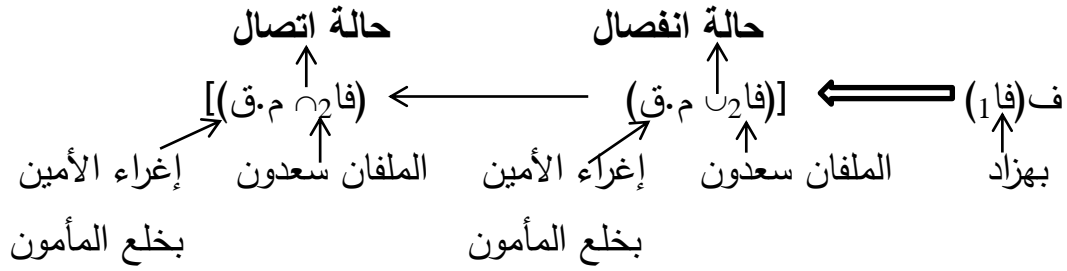 حالة انفصال حالة اتصال
ف(فا1) [(فا2∪ م.ق) (فا2∩ م.ق)]
بهزاد الملفان سعدون إغراء الأمين الملفان سعدون إغراء الأمين
بخلع المأمون بخلع المأمون